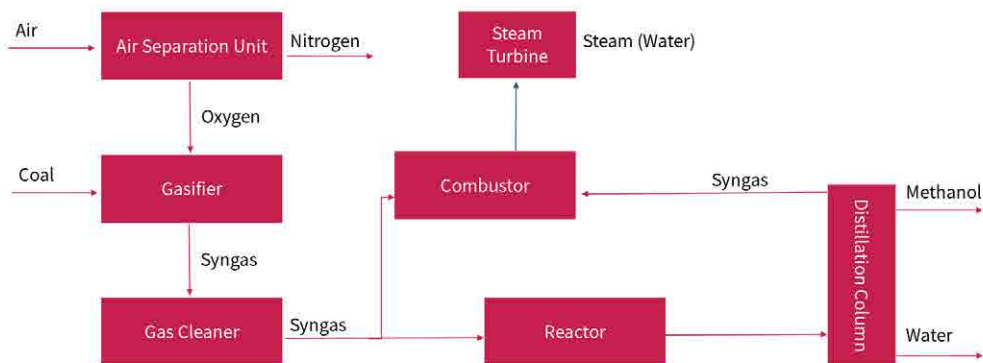 Air
Air Separation Unit
Nitrogen
Steam
Turbine
Steam (Water)
Oxygen
Coal
Gasifier
Combustor
Syngas
Methanol
Distillation Column
Syngas
Gas Cleaner
Syngas
Reactor
Water